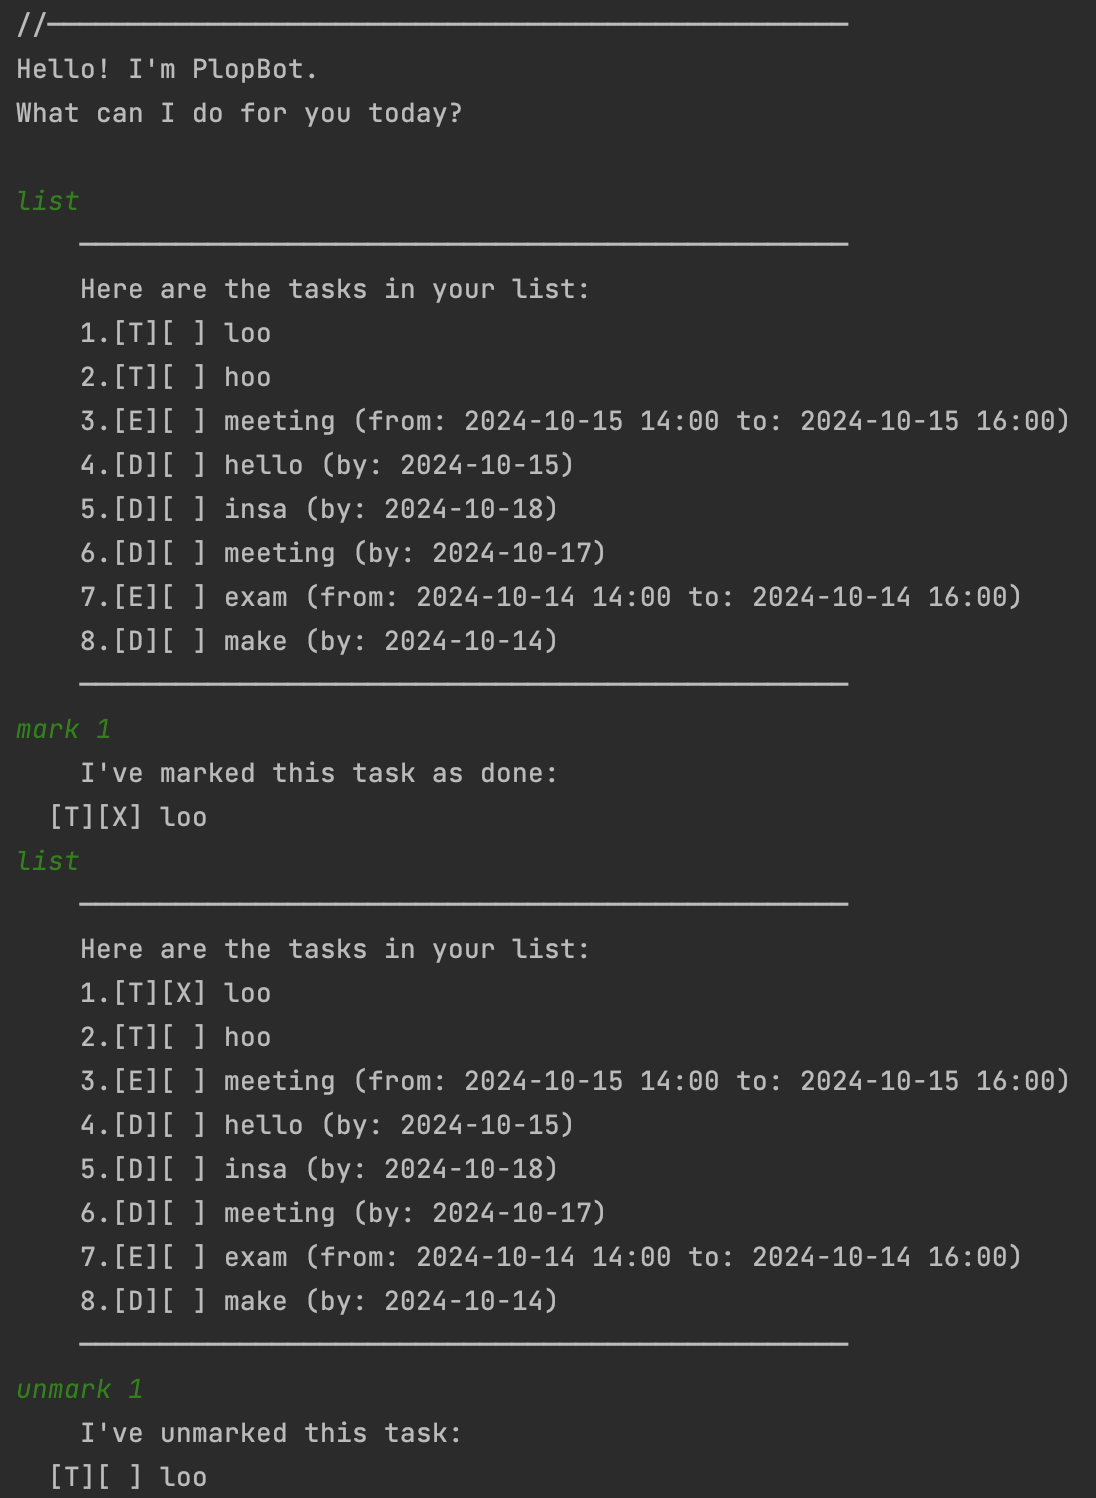 //──────────────────────────────────────────────────
Hello! I'm PlopBot.
What can I do for you today?
list
────────────────────────────────────────────────
Here are the tasks in your list:
1.[T][ ] loo
2.[T][ ] hoo
3.[E][ ] meeting (from: 2024-10-15 14:00 to: 2024-10-15 16:00)
4.[D][ ] hello (by: 2024-10-15)
5.[D][ ] insa (by: 2024-10-18)
6.[D][ ] meeting (by: 2024-10-17)
7.[E][ ] exam (from: 2024-10-14 14:00 to: 2024-10-14 16:00)
8.[D][ ] make (by: 2024-10-14)
────────────────────────────────────────────────
mark 1
I've marked this task as done:
[T][X] loo
list
────────────────────────────────────────────────
Here are the tasks in your list:
1.[T][X] loo
2.[T][ ] hoo
3.[E][ ] meeting (from: 2024-10-15 14:00 to: 2024-10-15 16:00)
4.[D][ ] hello (by: 2024-10-15)
5.[D][ ] insa (by: 2024-10-18)
6.[D][ ] meeting (by: 2024-10-17)
7.[E][ ] exam (from: 2024-10-14 14:00 to: 2024-10-14 16:00)
8.[D][ ] make (by: 2024-10-14)
────────────────────────────────────────────────
unmark 1
I've unmarked this task:
[T][ ] loo